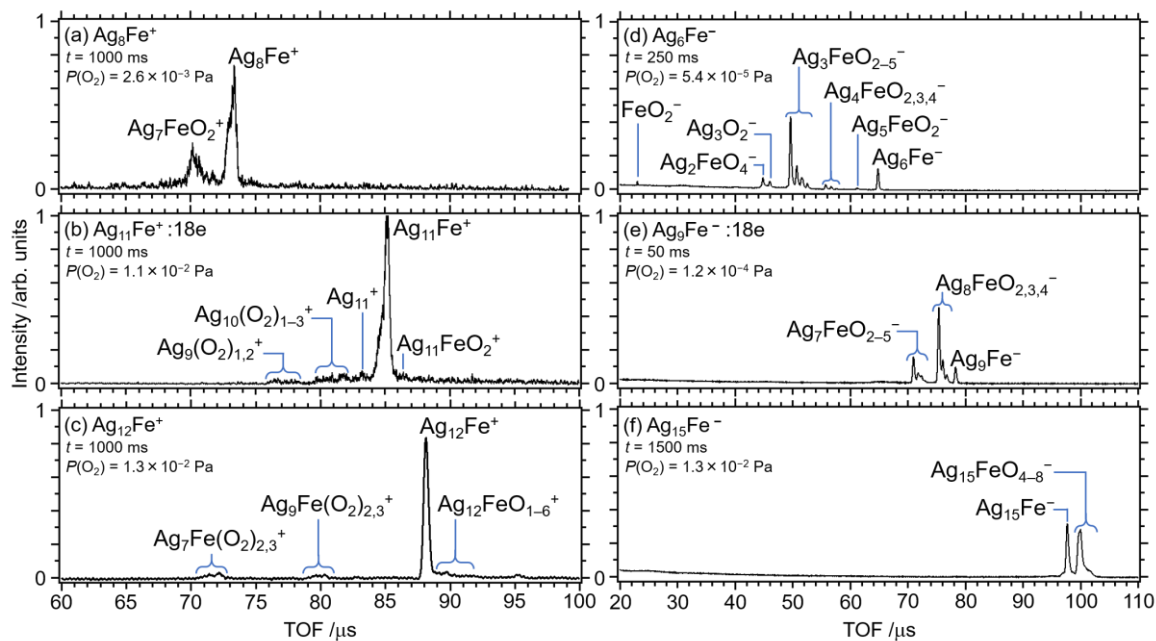 Intensity /arb. units
1
0
(a) Ag₈Fe⁺
t = 1000 ms
P(O₂) = 2.6 × 10⁻³ Pa
Ag₈Fe⁺
Ag₇FeO₂⁺
1
0
(b) Ag₁₁Fe⁺ :18e
t = 1000 ms
P(O₂) = 1.1 × 10⁻² Pa
Ag₁₁Fe⁺
Ag₁₁⁺
Ag₁₀(O₂)₁₋₃⁺
Ag₉(O₂)₁,₂⁺
Ag₁₁FeO₂⁺
1
0
(c) Ag₁₂Fe⁺
t = 1000 ms
P(O₂) = 1.3 × 10⁻² Pa
Ag₁₂Fe⁺
Ag₉Fe(O₂)₂,₃⁺
Ag₁₂FeO₁₋₆⁺
Ag₇Fe(O₂)₂,₃⁺
60 65 70 75 80 85 90 95 100
TOF /μs
1
0
(d) Ag₆Fe⁻
t = 250 ms
P(O₂) = 5.4 × 10⁻⁵ Pa
Ag₃FeO₂₋₅⁻
Ag₄FeO₂,₃,₄⁻
FeO₂⁻
Ag₃O₂⁻
Ag₅FeO₂⁻
Ag₂FeO₄⁻
Ag₆Fe⁻
1
0
(e) Ag₉Fe⁻ :18e
t = 50 ms
P(O₂) = 1.2 × 10⁻⁴ Pa
Ag₈FeO₂,₃,₄⁻
Ag₇FeO₂₋₅⁻
Ag₉Fe⁻
1
0
(f) Ag₁₅Fe⁻
t = 1500 ms
P(O₂) = 1.3 × 10⁻² Pa
Ag₁₅FeO₄₋₈⁻
Ag₁₅Fe⁻
20 30 40 50 60 70 80 90 100 110
TOF /μs